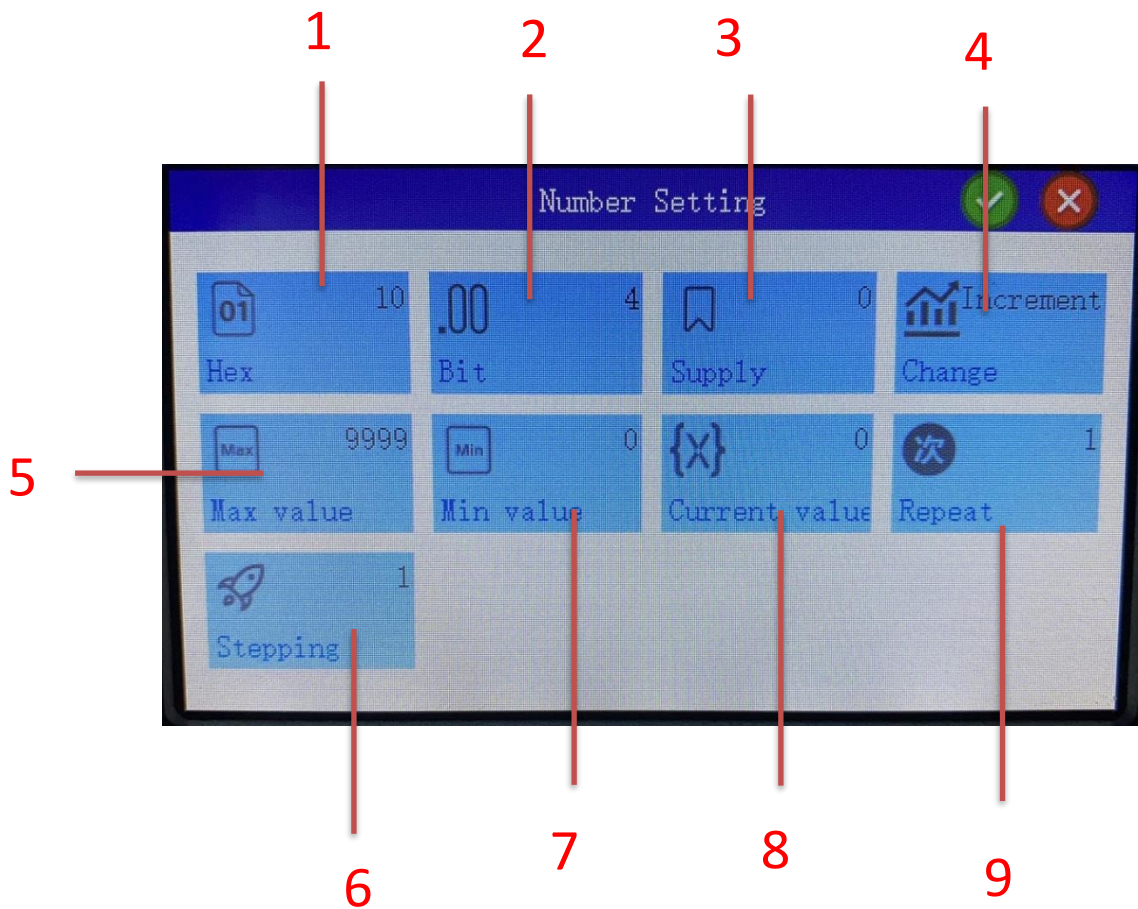 1
2
3
4
Number Setting
01
10
Hex
.00
4
Bit
0
Supply
Increment
Change
5
Max
9999
Max value
Min
0
Min value
{X}
0
Current value
次
1
Repeat
1
Stepping
7
8
9
6